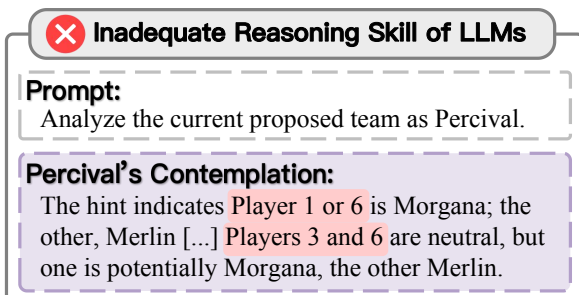 Inadequate Reasoning Skill of LLMs
Prompt:
Analyze the current proposed team as Percival.
Percival's Contemplation:
The hint indicates Player 1 or 6 is Morgana; the
other, Merlin [...] Players 3 and 6 are neutral, but
one is potentially Morgana, the other Merlin.